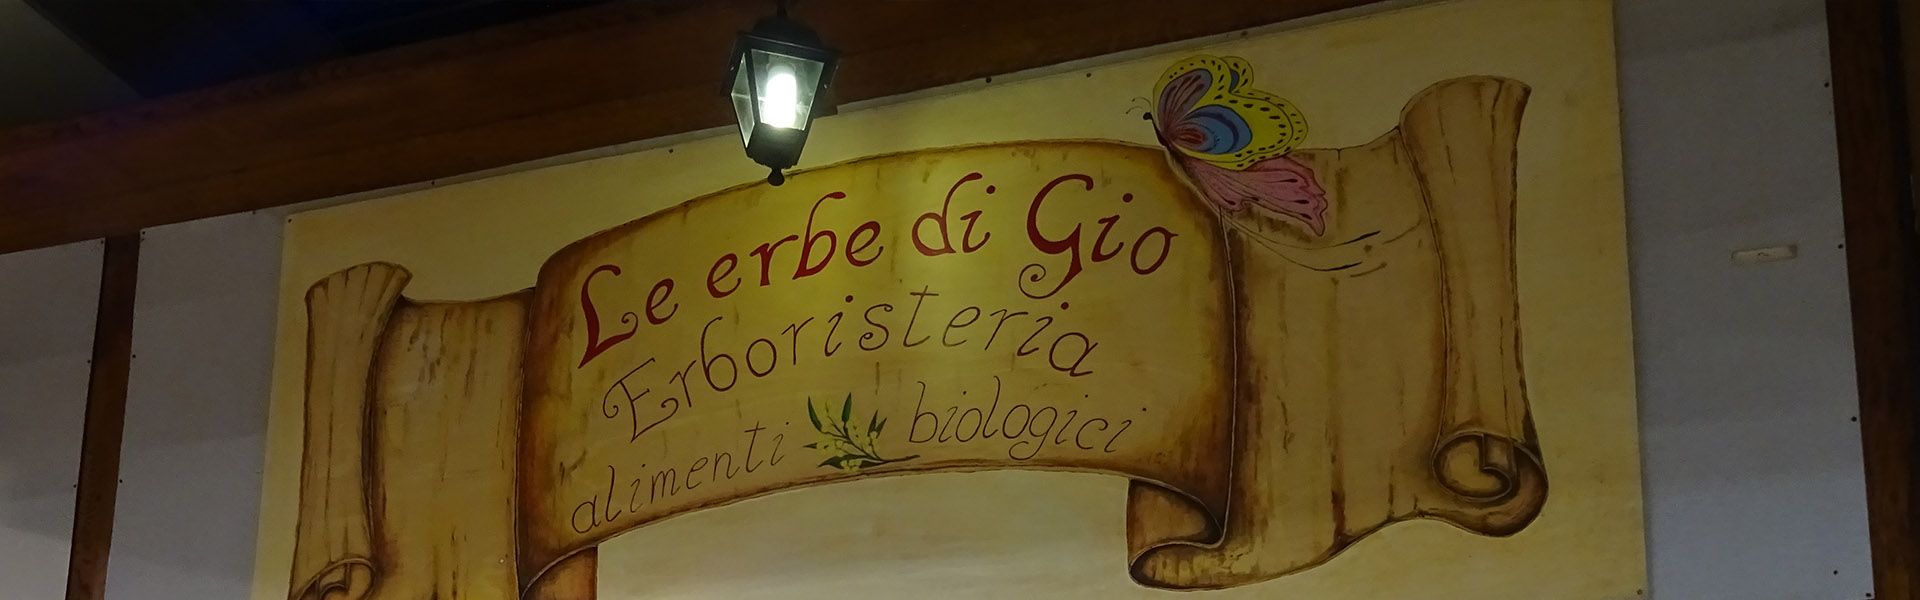 Le erbe di Gio
Erboristeria
alimenti biologici